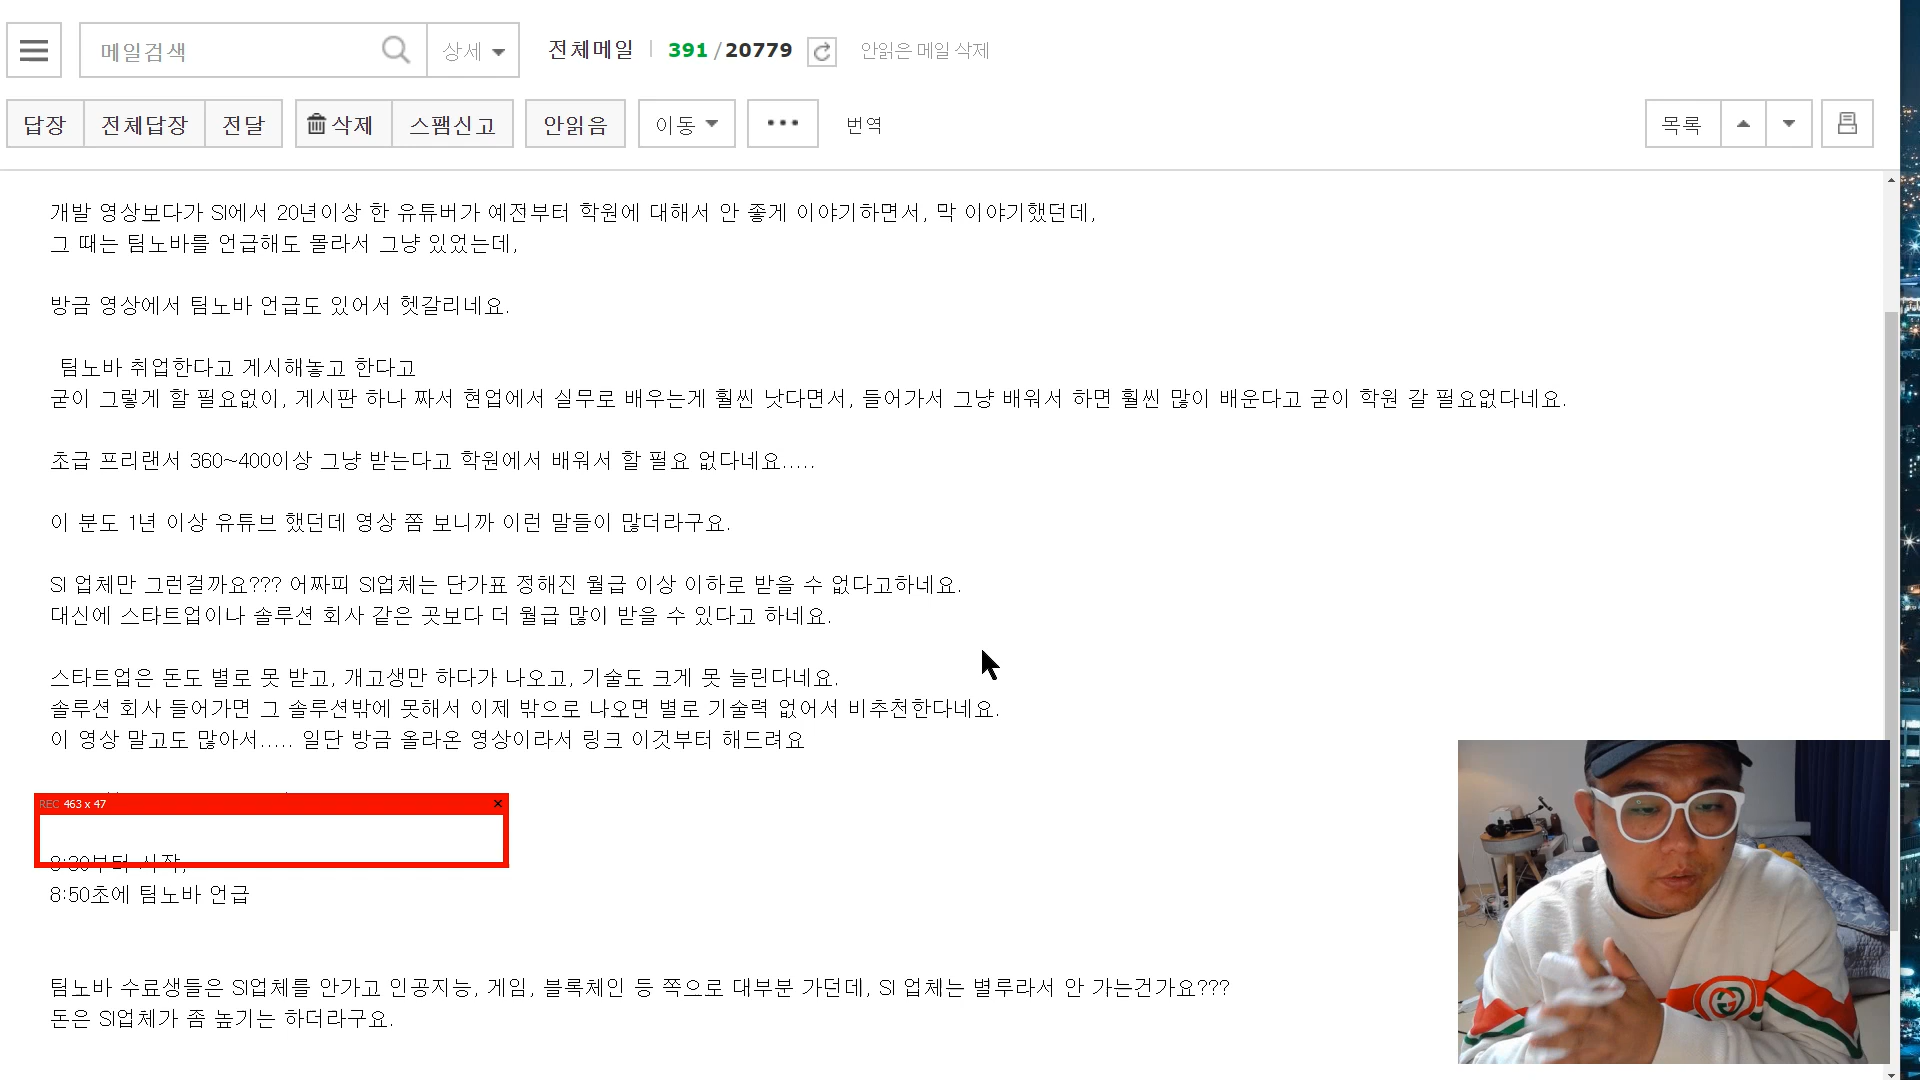 메일검색
상세
전체메일
391 / 20779
안읽은 메일 삭제
답장
전체답장
전달
삭제
스팸신고
안읽음
이동
번역
목록
개발 영상보다가 SI에서 20년이상 한 유튜버가 예전부터 학원에 대해서 안 좋게 이야기하면서, 막 이야기했던데,
그 때는 팀노바를 언급해도 몰라서 그냥 있었는데,
방금 영상에서 팀노바 언급도 있어서 헷갈리네요.
팀노바 취업한다고 게시해놓고 한다고
굳이 그렇게 할 필요없이, 게시판 하나 짜서 현업에서 실무로 배우는게 훨씬 낫다면서, 들어가서 그냥 배워서 하면 훨씬 많이 배운다고 굳이 학원 갈 필요없다네요.
초급 프리랜서 360~400이상 그냥 받는다고 학원에서 배워서 할 필요 없다네요.....
이 분도 1년 이상 유튜브 했던데 영상 쫌 보니까 이런 말들이 많더라구요.
SI 업체만 그런걸까요??? 어짜피 SI업체는 단가표 정해진 월급 이상 이하로 받을 수 없다고하네요.
대신에 스타트업이나 솔루션 회사 같은 곳보다 더 월급 많이 받을 수 있다고 하네요.
스타트업은 돈도 별로 못 받고, 개고생만 하다가 나오고, 기술도 크게 못 늘린다네요.
솔루션 회사 들어가면 그 솔루션밖에 못해서 이제 밖으로 나오면 별로 기술력 없어서 비추천한다네요.
이 영상 말고도 많아서..... 일단 방금 올라온 영상이라서 링크 이것부터 해드려요
REC 463 x 47
8:30부터 시작,
8:50초에 팀노바 언급
팀노바 수료생들은 SI업체를 안가고 인공지능, 게임, 블록체인 등 쪽으로 대부분 가던데, SI 업체는 별루라서 안 가는건가요???
돈은 SI업체가 좀 높기는 하더라구요.